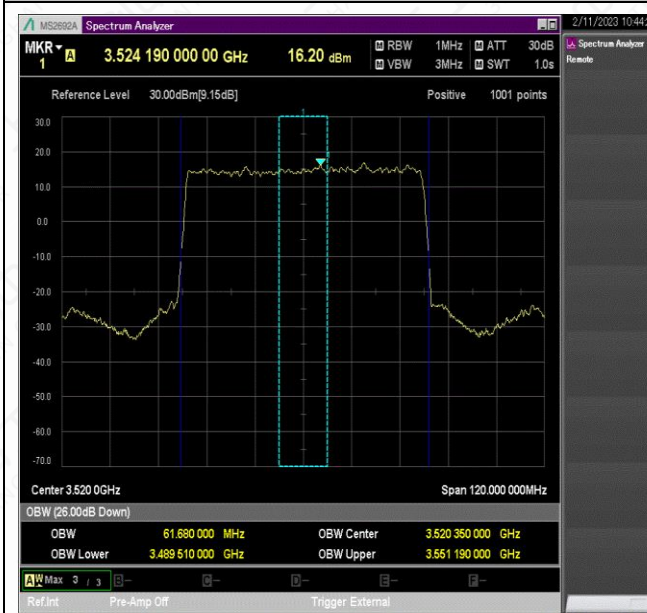 MS2692A Spectrum Analyzer
2/11/2023 10:44:
MKR 1 A 3.524 190 000 00 GHz 16.20 dBm
M RBW 1MHz M ATT 30dB
M VBW 3MHz M SWT 1.0s
Spectrum Analyzer
Remote
Reference Level 30.00dBm[9.15dB] Positive 1001 points
30.0
20.0
10.0
0.0
-10.0
-20.0
-30.0
-40.0
-50.0
-60.0
-70.0
Center 3.520 0GHz Span 120.000 000MHz
OBW (26.00dB Down)
OBW 61.680 000 MHz OBW Center 3.520 350 000 GHz
OBW Lower 3.489 510 000 GHz OBW Upper 3.551 190 000 GHz
A W Max 3 / 3 B- C- D- E- F-
Ref.Int Pre-Amp Off Trigger External